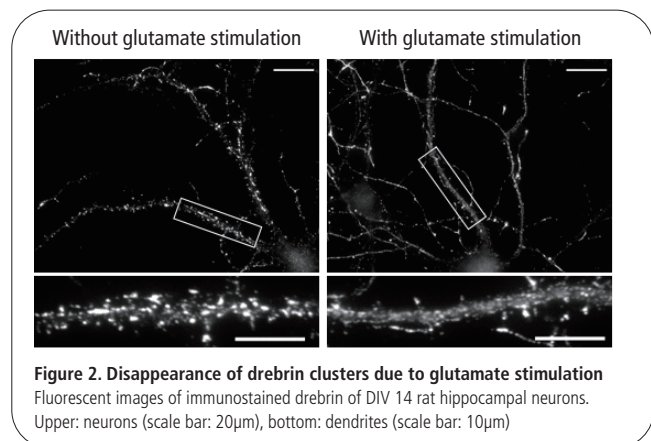 Without glutamate stimulation
With glutamate stimulation
Figure 2. Disappearance of drebrin clusters due to glutamate stimulation
Fluorescent images of immunostained drebrin of DIV 14 rat hippocampal neurons.
Upper: neurons (scale bar: 20μm), bottom: dendrites (scale bar: 10μm)